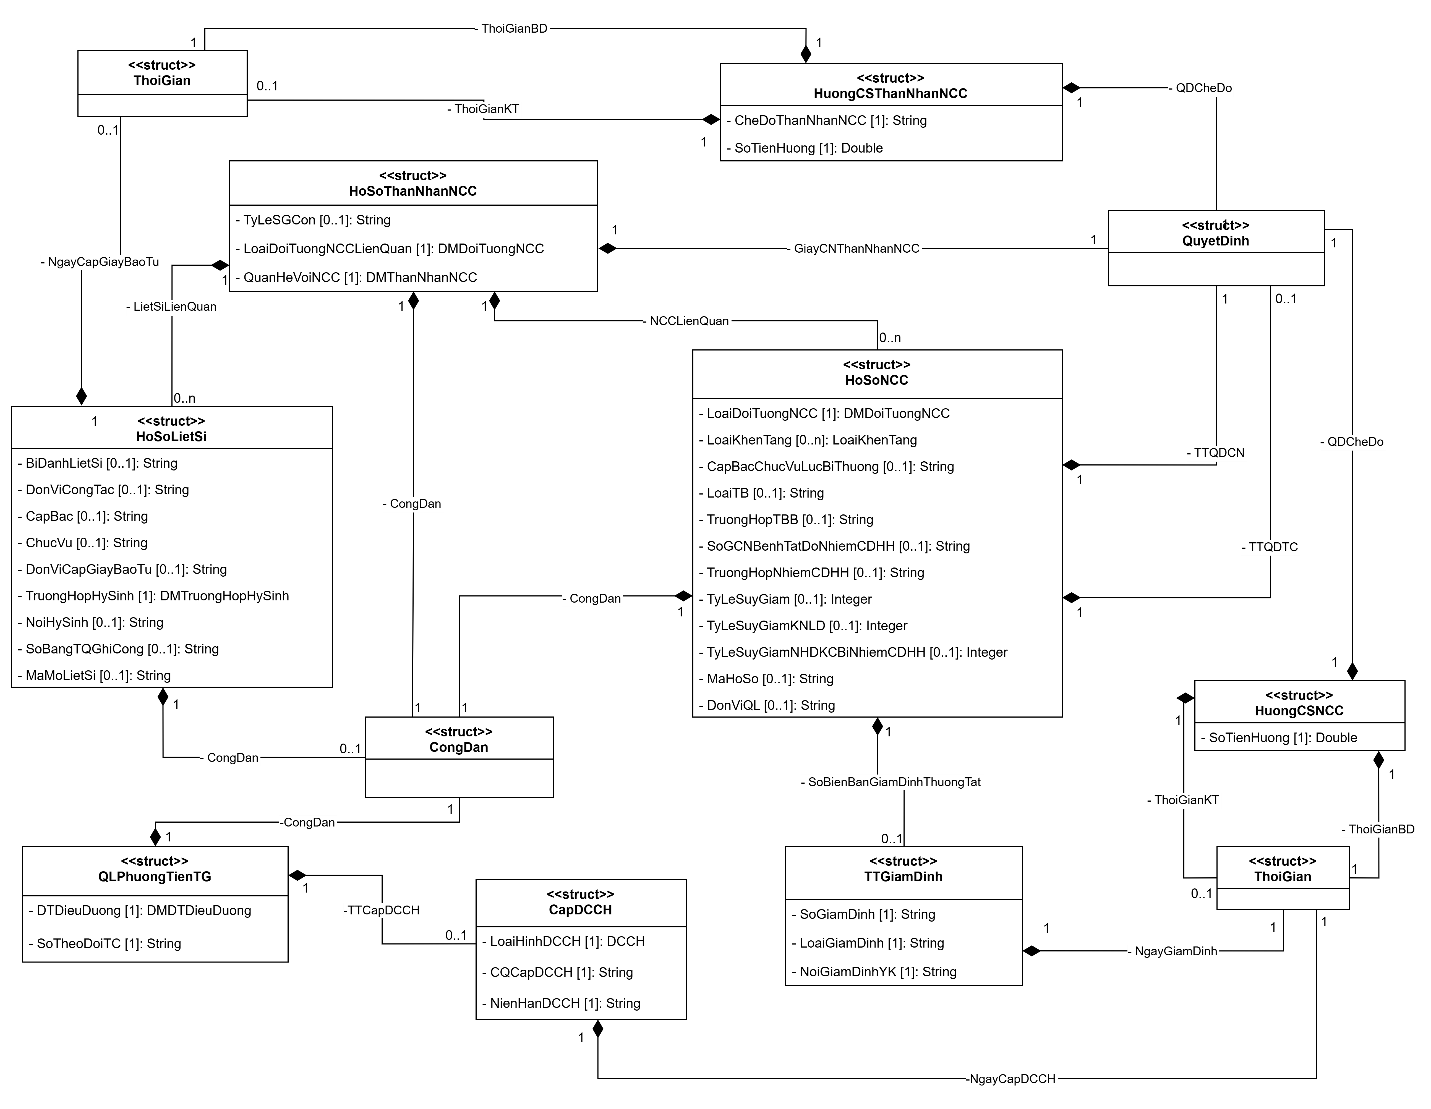 - ThoiGianBD
1
1
<<struct>>
ThoiGian
0..1
- ThoiGianKT
1
0..1
<<struct>>
HuongCSThanNhanNCC
- CheDoThanNhanNCC [1]: String
- SoTienHuong [1]: Double
1
- QDCheDo
1
<<struct>>
HoSoThanNhanNCC
- TyLeSGCon [0..1]: String
- LoaiDoiTuongNCCLienQuan [1]: DMDoiTuongNCC
- QuanHeVoiNCC [1]: DMThanNhanNCC
1
GiayCNThanNhanNCC
1
<<struct>>
QuyetDinh
1
1
0..1
- NgayCapGiayBaoTu
1
- LietSiLienQuan
1
0..n
1
1
- NCCLienQuan
0..n
<<struct>>
HoSoLietSi
- BiDanhLietSi [0..1]: String
- DonViCongTac [0..1]: String
- CapBac [0..1]: String
- ChucVu [0..1]: String
- DonViCapGiayBaoTu [0..1]: String
- TruongHopHySinh [1]: DMTruongHopHySinh
- NoiHySinh [0..1]: String
- SoBangTQGhiCong [0..1]: String
- MaMoLietSi [0..1]: String
- CongDan
<<struct>>
HoSoNCC
- LoaiDoiTuongNCC [1]: DMDoiTuongNCC
- LoaiKhenTang [0..n]: LoaiKhenTang
- CapBacChucVuLucBiThuong [0..1]: String
- LoaiTB [0..1]: String
- TruongHopTBB [0..1]: String
- SoGCNBenhTatDoNhiemCDHH [0..1]: String
- TruongHopNhiemCDHH [0..1]: String
- TyLeSuyGiam [0..1]: Integer
- TyLeSuyGiamKNLD [0..1]: Integer
- TyLeSuyGiamNHDKCBiNhiemCDHH [0..1]: Integer
- MaHoSo [0..1]: String
- DonViQL [0..1]: String
- TTQDCN
1
- TTQDTC
1
- QDCheDo
1
- CongDan
1
1
1
1
- CongDan
0..1
<<struct>>
CongDan
1
-CongDan
1
<<struct>>
HuongCSNCC
- SoTienHuong [1]: Double
1
- ThoiGianKT
0..1
1
- ThoiGianBD
1
1
- SoBienBanGiamDinhThuongTat
0..1
<<struct>>
QLPhuongTienTG
- DTDieuDuong [1]: DMDTDieuDuong
- SoTheoDoiTC [1]: String
1
-TTCapDCCH
0..1
<<struct>>
CapDCCH
- LoaiHinhDCCH [1]: DCCH
- CQCapDCCH [1]: String
- NienHanDCCH [1]: String
<<struct>>
TTGiamDinh
- SoGiamDinh [1]: String
- LoaiGiamDinh [1]: String
- NoiGiamDinhYK [1]: String
<<struct>>
ThoiGian
1
- NgayGiamDinh
1
1
1
-NgayCapDCCH